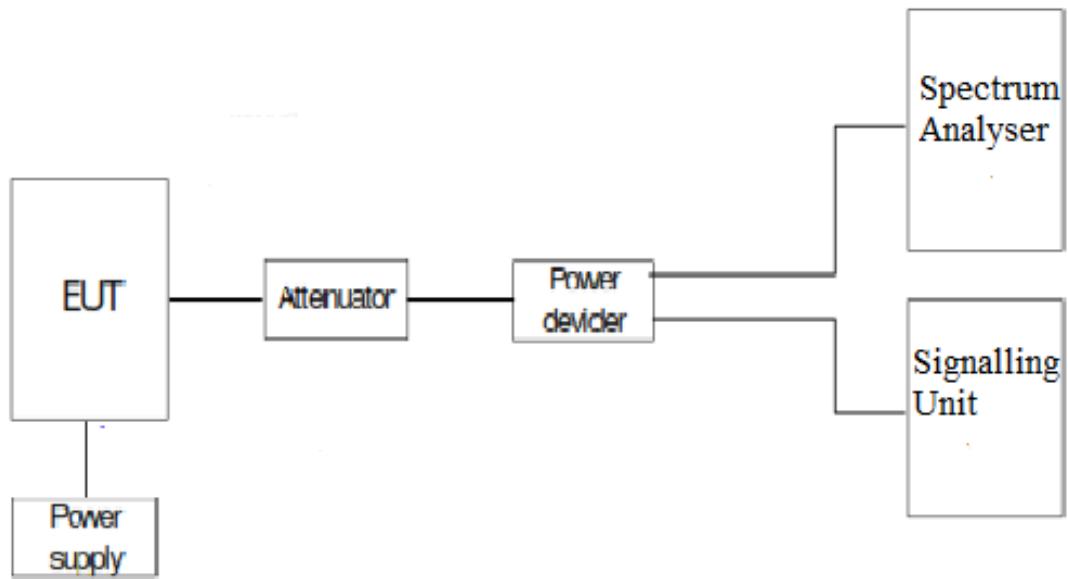 Spectrum
Analyser
EUT
Attenuator
Power
devider
Signalling
Unit
Power
supply